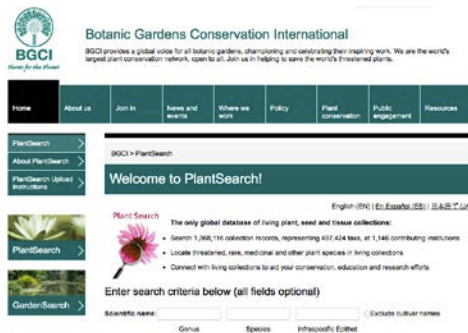 BGCI
Plants for the Planet
Botanic Gardens Conservation International
BGCI provides a global voice for all botanic gardens, championing and celebrating their inspiring work. We are the world's
largest plant conservation network, open to all. Join us in helping to save the world's threatened plants.
Home
About us
Join in
News and
events
Where we
work
Policy
Plant
conservation
Public
engagement
Resources
PlantSearch
About PlantSearch
PlantSearch Upload
Instructions
BGCI > PlantSearch
Welcome to PlantSearch!
English (EN) | En Español (ES) | 日本語で
Plant Search
The only global database of living plant, seed and tissue collections:
• Search 1,268,116 collection records, representing 497,424 taxa, at 1,146 contributing institutions
• Locate threatened, rare, medicinal and other plant species in living collections
• Connect with living collections to aid your conservation, education and research efforts
PlantSearch
GardenSearch
Enter search criteria below (all fields optional)
Scientific name:
Exclude cultivar names
Genus
Species
Infraspecific Epithet